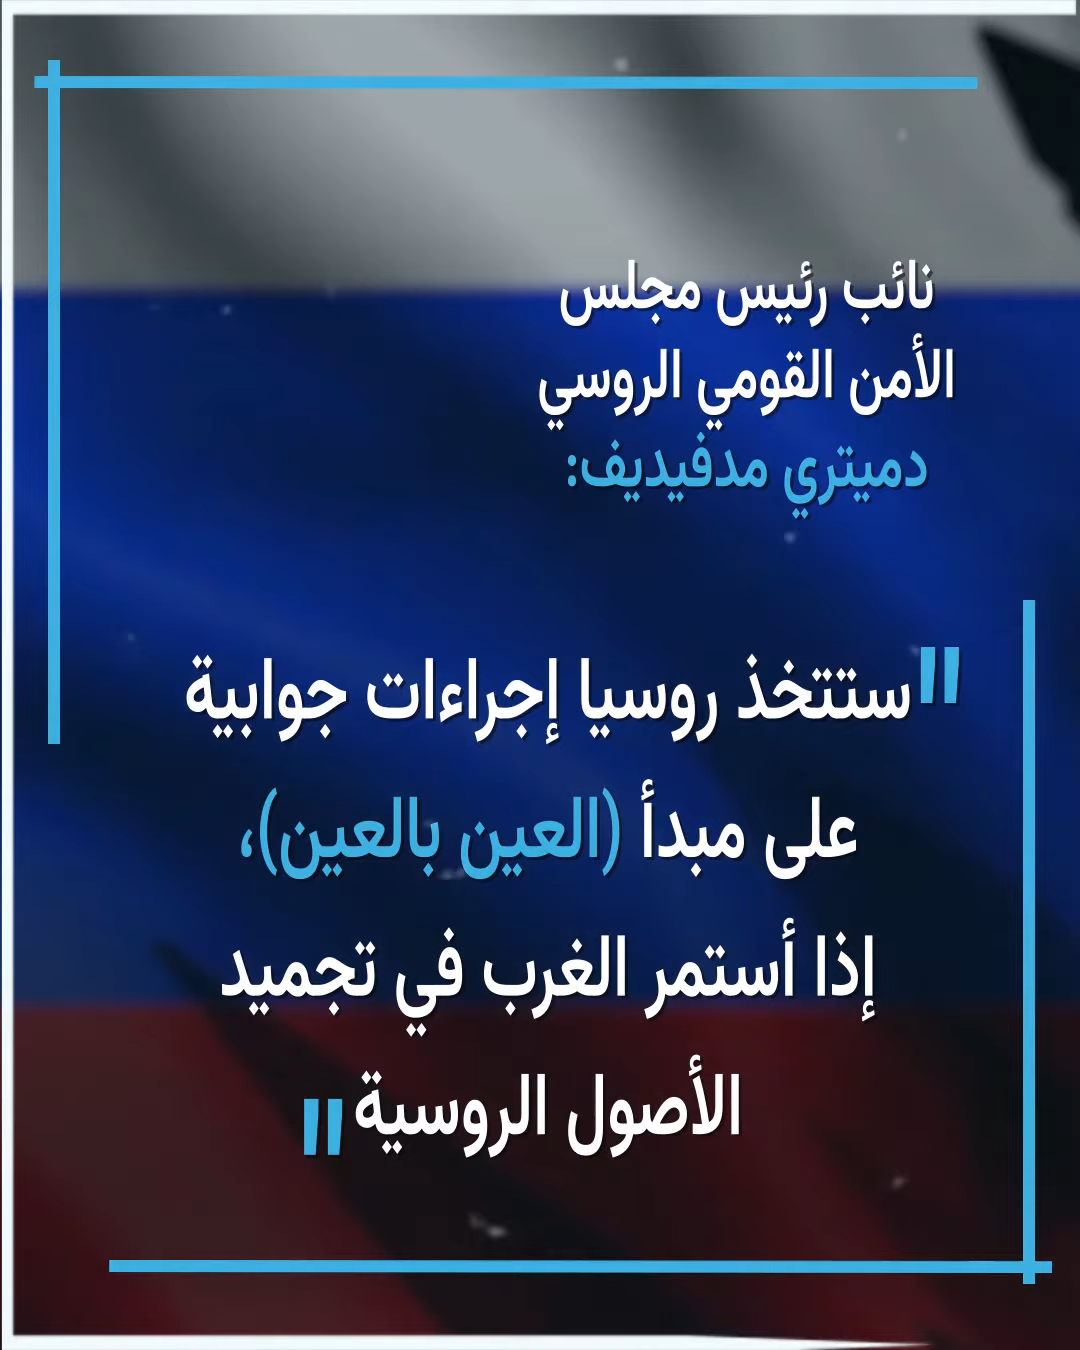 نائب رئيس مجلس
الأمن القومي الروسي
دميتري مدفيديف:
"ستتخذ روسيا إجراءات جوابية
على مبدأ (العين بالعين)،
إذا أستمر الغرب في تجميد
الأصول الروسية"